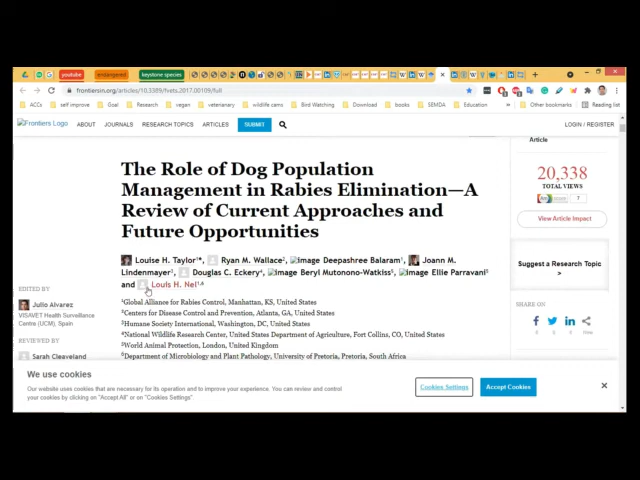 youtube
endangered
keystone species
frontiersin.org/articles/10.3389/fvets.2017.00109/full
ACCs
self improve
Goal
Research
vegan
veterianary
wildlife cams
Bird Watching
Download
books
SEMDA
Education
»
Other bookmarks
Reading list
Frontiers Logo
ABOUT
JOURNALS
RESEARCH TOPICS
ARTICLES
SUBMIT
LOGIN / REGISTER
Article
The Role of Dog Population
Management in Rabies Elimination—A
Review of Current Approaches and
Future Opportunities
Louise H. Taylor¹*, Ryan M. Wallace², image Deepashree Balaram³, Joann M.
Lindenmayer³, Douglas C. Eckery⁴, image Beryl Mutonono-Watkiss⁵, image Ellie Parravani⁵
and Louis H. Nel¹,⁶
¹Global Alliance for Rabies Control, Manhattan, KS, United States
²Centers for Disease Control and Prevention, Atlanta, GA, United States
³Humane Society International, Washington, DC, United States
⁴National Wildlife Research Center, United States Department of Agriculture, Fort Collins, CO, United States
⁵World Animal Protection, London, United Kingdom
⁶Department of Microbiology and Plant Pathology, University of Pretoria, Pretoria, South Africa
EDITED BY
Julio Alvarez
VISAVET Health Surveillance
Centre (UCM), Spain
REVIEWED BY
Sarah Cleaveland
20,338
TOTAL VIEWS
Am score 7
View Article Impact
Suggest a Research Topic
>
SHARE ON
We use cookies
Our website uses cookies that are necessary for its operation and to improve your experience. You can review and control
your cookies by clicking on "Accept All" or on "Cookies Settings".
Cookies Settings
Accept Cookies